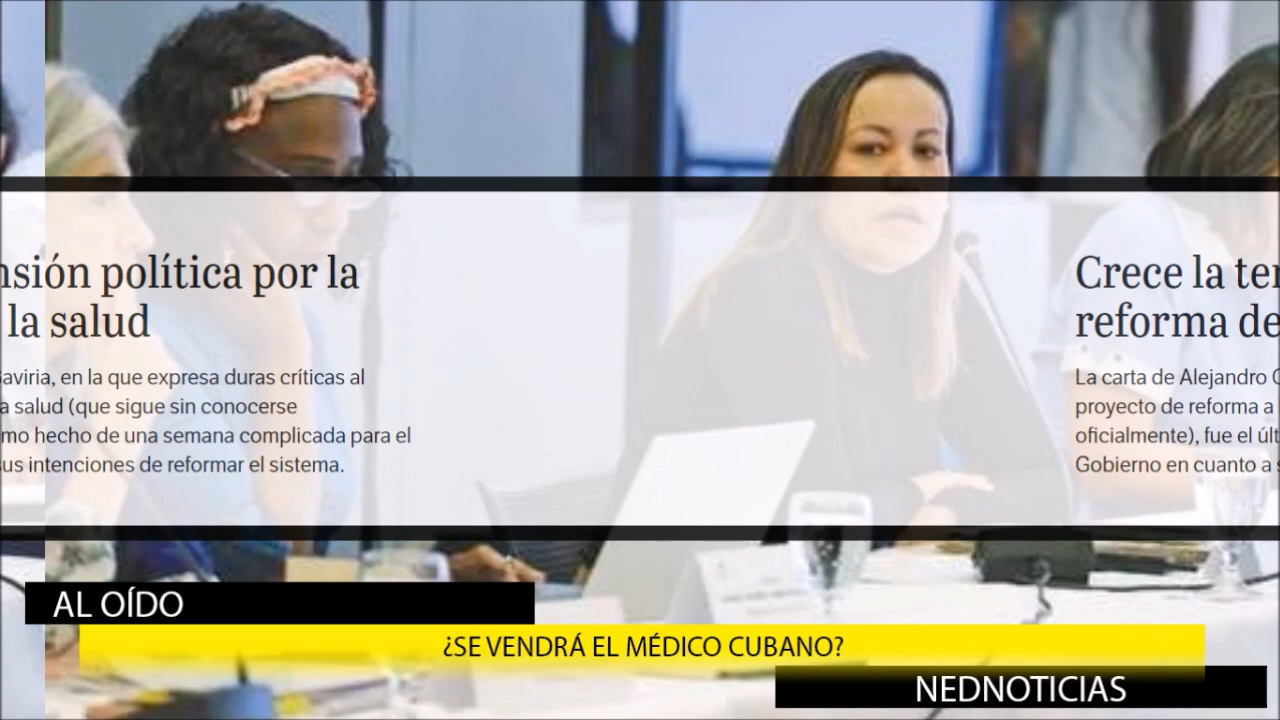 nsión política por la
la salud
aviria, en la que expresa duras críticas al
a salud (que sigue sin conocerse
mo hecho de una semana complicada para el
sus intenciones de reformar el sistema.
Crece la ter
reforma de
La carta de Alejandro G
proyecto de reforma a
oficialmente), fue el últ
Gobierno en cuanto a s
AL OÍDO
¿SE VENDRÁ EL MÉDICO CUBANO?
NEDNOTICIAS